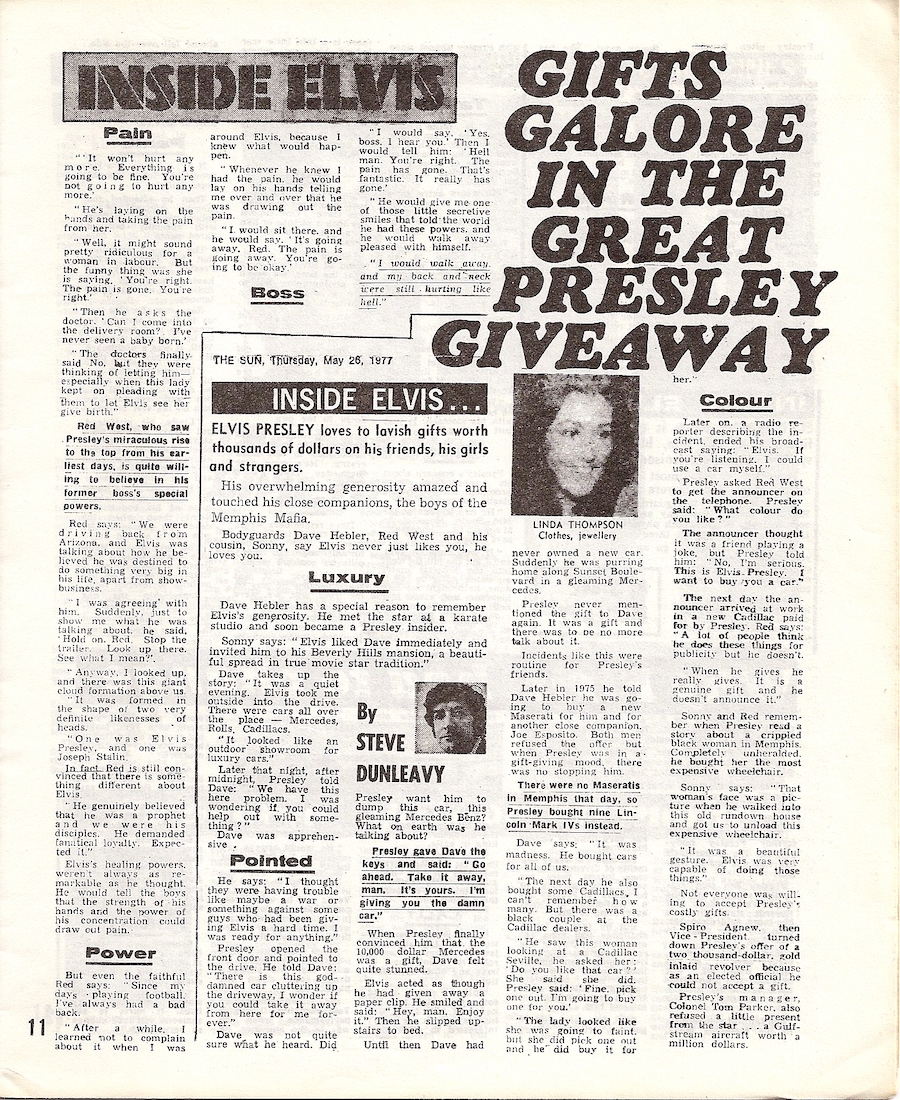 INSIDE ELVIS
GIFTS
GALORE
IN THE
GREAT
PRESLEY
GIVEAWAY
Pain
"'It won't hurt any
more. Everything is
going to be fine. You're
not going to hurt any
more.'
"He's laying on the
hands and taking the pain
from her.
"Well, it might sound
pretty ridiculous for a
woman in labour. But
the funny thing was she
is saying, 'You're right.
The pain is gone. You're
right.'
"Then he asks the
doctor. 'Can I come into
the delivery room? I've
never seen a baby born.'
"The doctors finally
said No, but they were
thinking of letting him—
especially when this lady
kept on pleading with
them to let Elvis see her
give birth."
Red West, who saw
Presley's miraculous rise
to the top from his ear-
liest days, is quite will-
ing to believe in his
former boss's special
powers.
Red says: "We were
driving back from
Arizona, and Elvis was
talking about how he be-
lieved he was destined to
do something very big in
his life, apart from show-
business.
"I was agreeing with
him. Suddenly, just to
show me what he was
talking about, he said,
'Hold on, Red. Stop the
trailer. Look up there.
See what I mean?'.
"Anyway, I looked up,
and there was this giant
cloud formation above us.
"It was formed in
the shape of two very
definite likenesses of
heads.
"One was Elvis
Presley, and one was
Joseph Stalin.
In fact Red is still con-
vinced that there is some-
thing different about
Elvis.
"He genuinely believed
that he was a prophet
and we were his
disciples. He demanded
fanatical loyalty. Expec-
ted it."
Elvis's healing powers,
weren't always as re-
markable as he thought.
He would tell the boys
that the strength of his
hands and the power of
his concentration could
draw out pain.
Power
But even the faithful
Red says: "Since my
days playing football,
I've always had a bad
back.
"After a while, I
learned not to complain
about it when I was
11
around Elvis, because I
knew what would hap-
pen.
"Whenever he knew I
had the pain, he would
lay on his hands telling
me over and over that he
was drawing out the
pain.
"I would sit there, and
he would say, 'It's going
away, Red. The pain is
going away. You're go-
ing to be okay.'
Boss
"I would say, 'Yes,
boss, I hear you.' Then I
would tell him: 'Hell
man. You're right. The
pain has gone. That's
fantastic. It really has
gone.'
"He would give me one
of those little secretive
smiles that told the world
he had these powers, and
he would walk away
pleased with himself.
"I would walk away,
and my back and neck
were still hurting like
hell."
THE SUN, Thursday, May 26, 1977
INSIDE ELVIS...
ELVIS PRESLEY loves to lavish gifts worth
thousands of dollars on his friends, his girls
and strangers.
His overwhelming generosity amazed and
touched his close companions, the boys of the
Memphis Mafia.
Bodyguards Dave Hebler, Red West and his
cousin, Sonny, say Elvis never just likes you, he
loves you.
Luxury
Dave Hebler has a special reason to remember
Elvis's generosity. He met the star at a karate
studio and soon became a Presley insider.
Sonny says: "Elvis liked Dave immediately and
invited him to his Beverly Hills mansion, a beauti-
ful spread in true movie star tradition."
Dave takes up the
story: "It was a quiet
evening. Elvis took me
outside into the drive.
There were cars all over
the place — Mercedes,
Rolls, Cadillacs.
"It looked like an
outdoor showroom for
luxury cars."
Later that night, after
midnight, Presley told
Dave: "We have this
here problem. I was
wondering if you could
help out with some-
thing?"
Dave was apprehen-
sive.
Pointed
He says: "I thought
they were having trouble
like maybe a war or
something against some
guys who had been giv-
ing Elvis a hard time. I
was ready for anything."
Presley opened the
front door and pointed to
the drive. He told Dave:
"There is this god-
damned car cluttering up
the driveway, I wonder if
you could take it away
from here for me for-
ever."
Dave was not quite
sure what he heard. Did
By
STEVE
DUNLEAVY
Presley want him to
dump this car, this
gleaming Mercedes Benz?
What on earth was he
talking about?
Presley gave Dave the
keys and said: "Go
ahead. Take it away,
man. It's yours. I'm
giving you the damn
car."
When Presley finally
convinced him that the
10,000 dollar Mercedes
was a gift, Dave felt
quite stunned.
Elvis acted as though
he had given away a
paper clip. He smiled and
said: "Hey, man. Enjoy
it." Then he slipped up-
stairs to bed.
Until then Dave had
LINDA THOMPSON
Clothes, jewellery
never owned a new car.
Suddenly he was purring
home along Sunset Boule-
vard in a gleaming Mer-
cedes.
Presley never men-
tioned the gift to Dave
again. It was a gift and
there was to be no more
talk about it.
Incidents like this were
routine for Presley's
friends.
Later in 1975 he told
Dave Hebler he was go-
ing to buy a new
Maserati for him and for
another close companion,
Joe Esposito. Both men
refused the offer but
when Presley was in a
gift-giving mood, there
was no stopping him.
There were no Maseratis
in Memphis that day, so
Presley bought nine Lin-
coln Mark IVs instead.
Dave says: "It was
madness. He bought cars
for all of us.
"The next day he also
bought some Cadillacs, I
can't remember how
many. But there was a
black couple at the
Cadillac dealers.
"He saw this woman
looking at a Cadillac
Seville, he asked her:
'Do you like that car?'
She said she did.
Presley said: 'Fine, pick
one out. I'm going to buy
one for you.'
"The lady looked like
she was going to faint,
but she did pick one out
and he did buy it for
her."
Colour
Later on, a radio re-
porter describing the in-
cident, ended his broad-
cast saying: "Elvis. If
you're listening, I could
use a car myself."
Presley asked Red West
to get the announcer on
the telephone. Presley
said: "What colour do
you like?"
The announcer thought
it was a friend playing a
joke, but Presley told
him: "No, I'm serious.
This is Elvis Presley. I
want to buy you a car."
The next day the an-
nouncer arrived at work
in a new Cadillac paid
for by Presley. Red says:
"A lot of people think
he does these things for
publicity but he doesn't.
"When he gives he
really gives. It is a
genuine gift and he
doesn't announce it."
Sonny and Red remem-
ber when Presley read a
story about a crippled
black woman in Memphis.
Completely unheralded,
he bought her the most
expensive wheelchair.
Sonny says: "That
woman's face was a pic-
ture when he walked into
this old rundown house
and got us to unload this
expensive wheelchair.
"It was a beautiful
gesture. Elvis was very
capable of doing those
things."
Not everyone was will-
ing to accept Presley's
costly gifts.
Spiro Agnew, then
Vice-President turned
down Presley's offer of a
two thousand-dollar, gold
inlaid revolver because
as an elected official he
could not accept a gift.
Presley's manager,
Colonel Tom Parker, also
refused a little present
from the star . . . a Gulf-
stream aircraft worth a
million dollars.